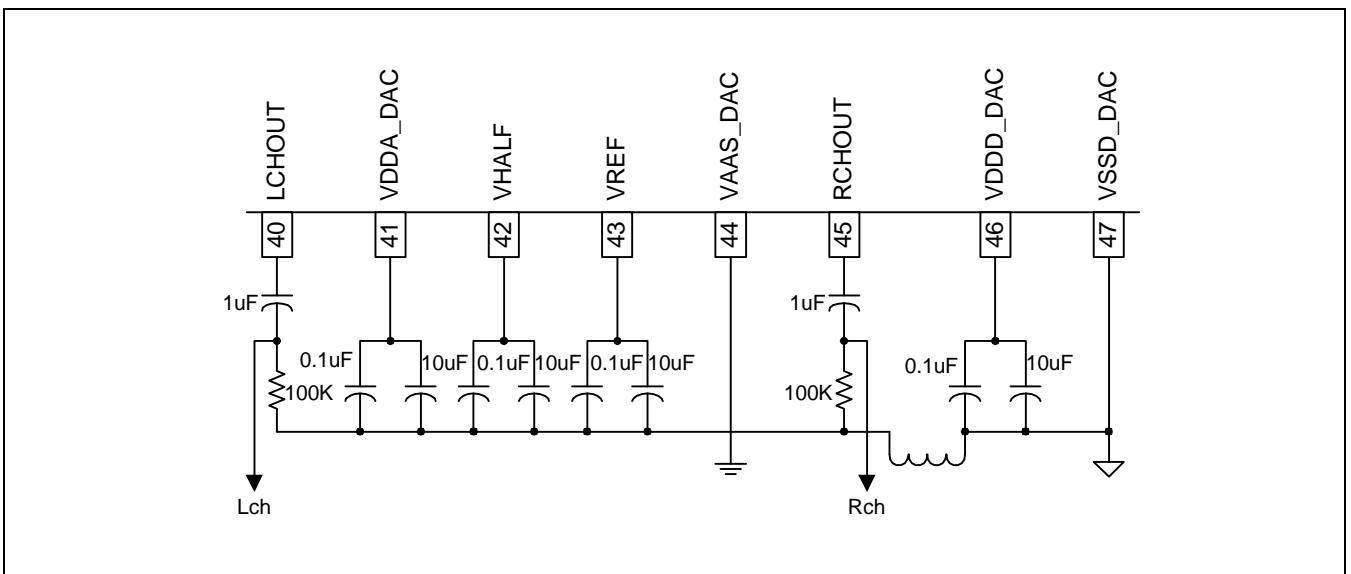 LCHOUT
VDDA_DAC
VHALF
VREF
VAAS_DAC
RCHOUT
VDDD_DAC
VSSD_DAC
40
41
42
43
44
45
46
47
1uF
1uF
0.1uF
10uF
0.1uF
10uF
0.1uF
10uF
0.1uF
10uF
100K
100K
Lch
Rch